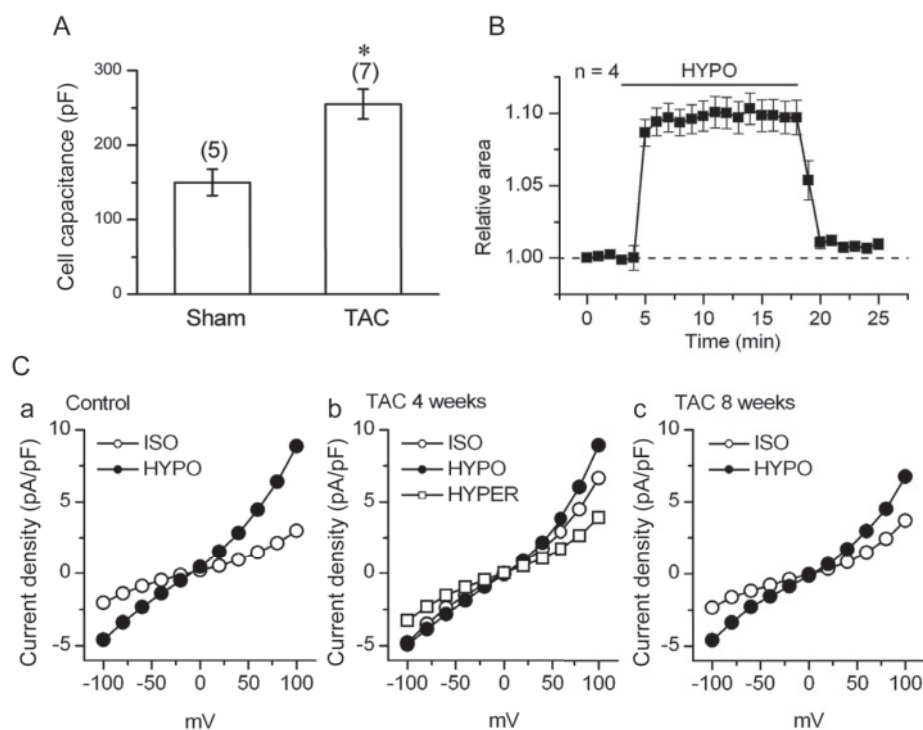 A
Cell capacitance (pF)
300
200
100
0
(5)
*
(7)
Sham
TAC
B
n = 4
HYPO
Relative area
1.10
1.05
1.00
0
5
10
15
20
25
Time (min)
C
a
Control
ISO
HYPO
Current density (pA/pF)
10
5
0
-5
-100
-50
0
50
100
mV
b
TAC 4 weeks
ISO
HYPO
HYPER
Current density (pA/pF)
10
5
0
-5
-100
-50
0
50
100
mV
c
TAC 8 weeks
ISO
HYPO
Current density (pA/pF)
10
5
0
-5
-100
-50
0
50
100
mV